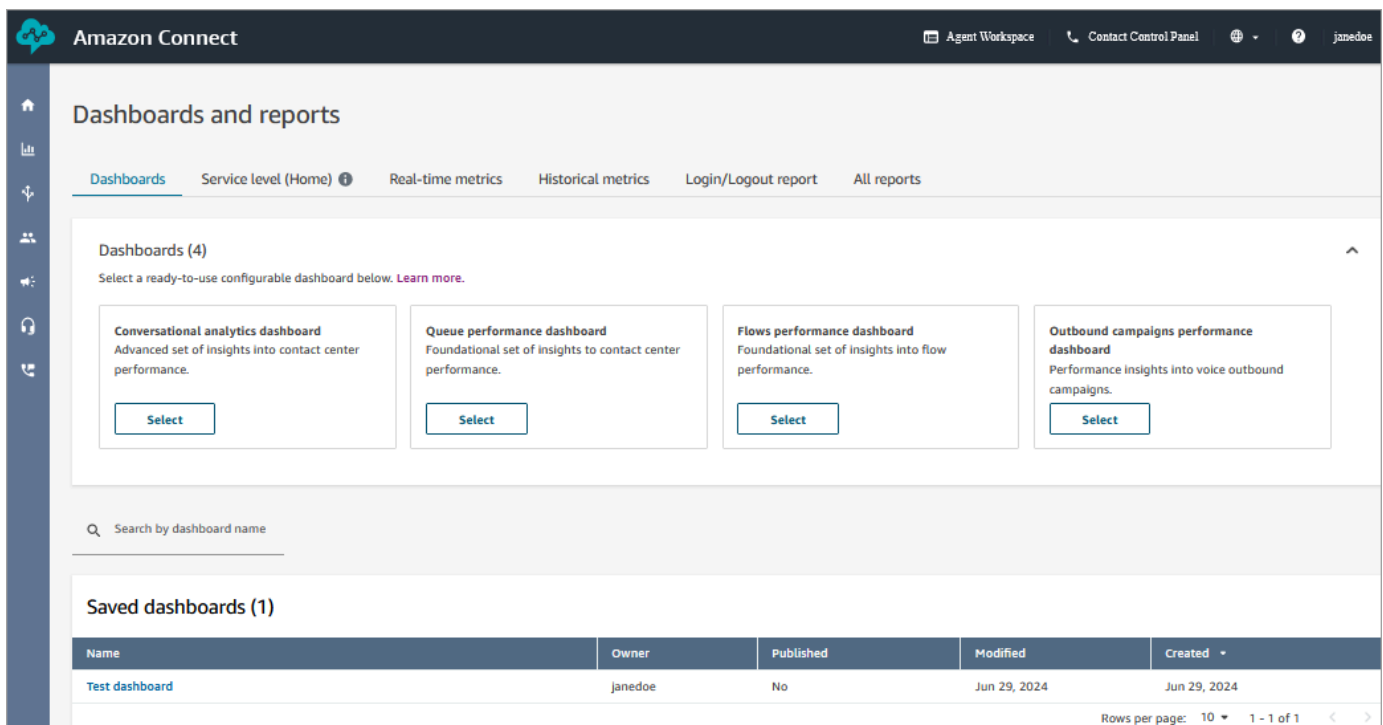 Amazon Connect
Agent Workspace
Contact Control Panel
janedoe
Dashboards and reports
Dashboards
Service level (Home)
Real-time metrics
Historical metrics
Login/Logout report
All reports
Dashboards (4)
Select a ready-to-use configurable dashboard below. Learn more.
Conversational analytics dashboard
Advanced set of insights into contact center
performance.
Select
Queue performance dashboard
Foundational set of insights to contact center
performance.
Select
Flows performance dashboard
Foundational set of insights into flow
performance.
Select
Outbound campaigns performance
dashboard
Performance insights into voice outbound
campaigns.
Select
Search by dashboard name
Saved dashboards (1)
Name Owner Published Modified Created
Test dashboard janedoe No Jun 29, 2024 Jun 29, 2024
Rows per page: 10 1 - 1 of 1